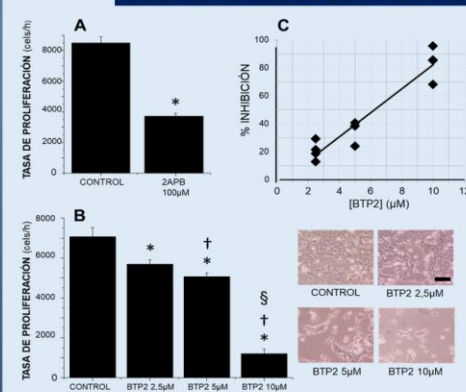 A
TASA DE PROLIFERACIÓN (cels/h)
8000
6000
4000
2000
0
*
CONTROL
2APB
100µM
C
% INHIBICIÓN
100
80
60
40
20
0
0 2 4 6 8 10 12
[BTP2] (µM)
B
TASA DE PROLIFERACIÓN (cels/h)
8000
6000
4000
2000
0
*
†
*
§
†
*
CONTROL BTP2 2,5µM BTP2 5µM BTP2 10µM
CONTROL BTP2 2,5µM
BTP2 5µM BTP2 10µM